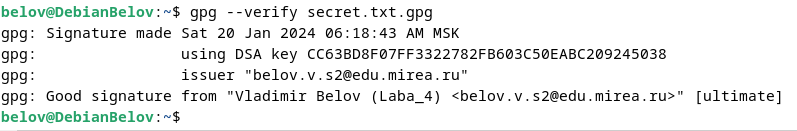 belov@DebianBelov:~$ gpg --verify secret.txt.gpg
gpg: Signature made Sat 20 Jan 2024 06:18:43 AM MSK
gpg:                using DSA key CC63BD8F07FF3322782FB603C50EABC209245038
gpg:                issuer "belov.v.s2@edu.mirea.ru"
gpg: Good signature from "Vladimir Belov (Laba_4) <belov.v.s2@edu.mirea.ru>" [ultimate]
belov@DebianBelov:~$